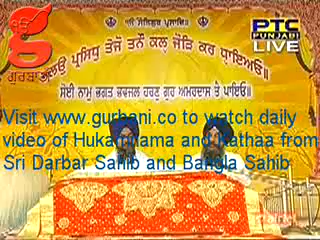 ੴ ਸਤਿਗੁਰ ਪ੍ਰਸਾਦਿ
PTC
PUNJABI
LIVE
ਪ੍ਰਸਿਧੁ ਤੇਜੋ ਤਨੌ ਕਲ੍ਹ ਜੋੜਿ ਕਰ ਧਾਇਅਓ
ਸੋਈ ਨਾਮੁ ਭਗਤ ਭਵਜਲ ਹਰਣੁ ਗੁਰ ਅਮਰਦਾਸ ਤੈ ਪਾਇਓ
Visit www.gurbani.co to watch daily
video of Hukamnama and Kathaa from
Sri Darbar Sahib and Bangla Sahib